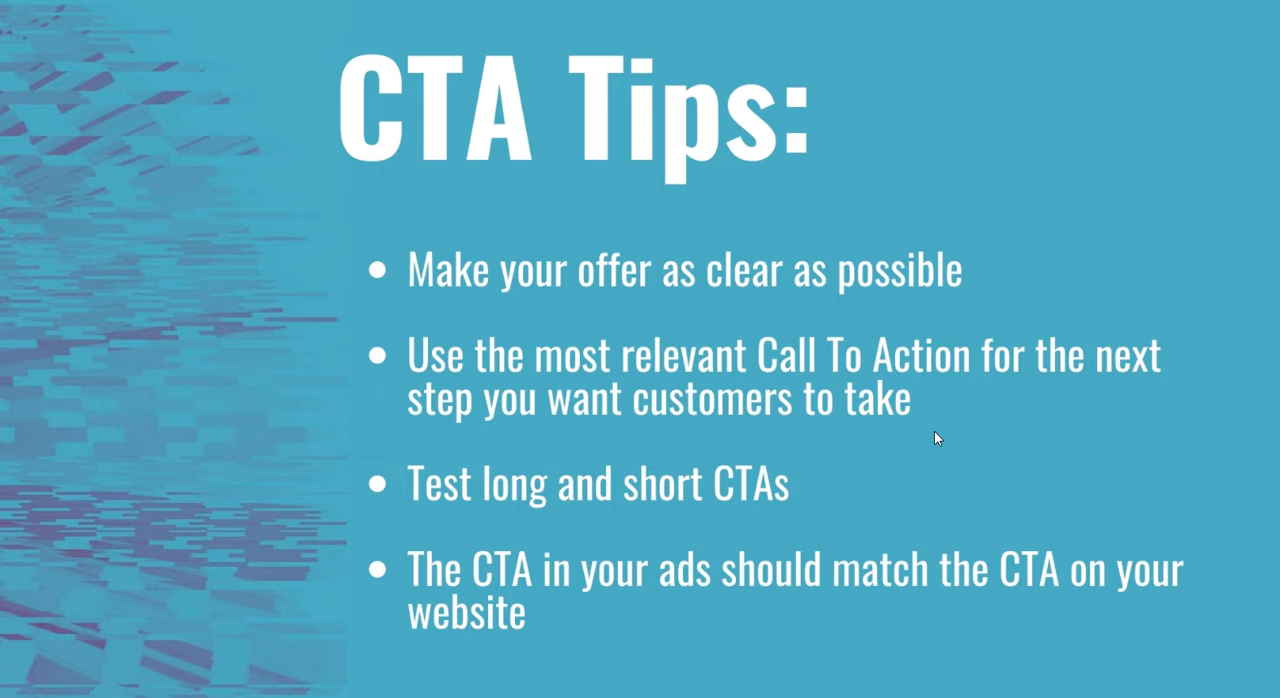 CTA Tips:
• Make your offer as clear as possible
• Use the most relevant Call To Action for the next
step you want customers to take
• Test long and short CTAs
• The CTA in your ads should match the CTA on your
website